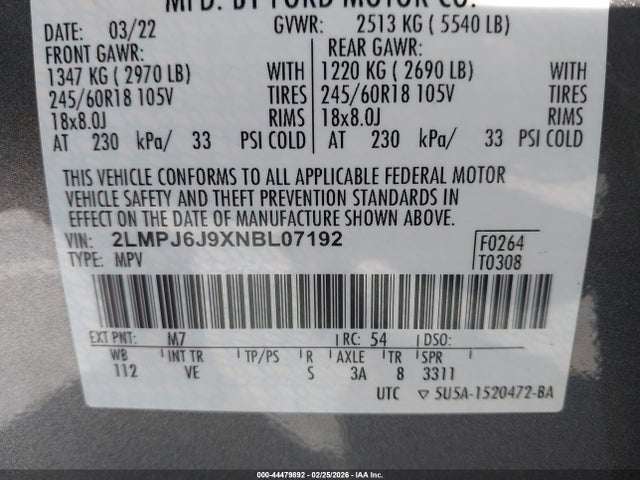 MFD. BY FORD MOTOR CO.
DATE: 03/22 GVWR: 2513 KG ( 5540 LB)
FRONT GAWR: REAR GAWR:
1347 KG ( 2970 LB) WITH 1220 KG ( 2690 LB) WITH
245/60R18 105V TIRES 245/60R18 105V TIRES
18x8.0J RIMS 18x8.0J RIMS
AT 230 kPa/ 33 PSI COLD AT 230 kPa/ 33 PSI COLD
THIS VEHICLE CONFORMS TO ALL APPLICABLE FEDERAL MOTOR
VEHICLE SAFETY AND THEFT PREVENTION STANDARDS IN
EFFECT ON THE DATE OF MANUFACTURE SHOWN ABOVE.
VIN: 2LMPJ6J9XNBL07192 F0264
TYPE: MPV T0308
EXT PNT: M7 RC: 54 DSO:
WB INT TR TP/PS R AXLE TR SPR
112 VE S 3A 8 3311
UTC ▽ 5U5A-1520472-BA
000-44479892 — 02/25/2026 — IAA Inc.